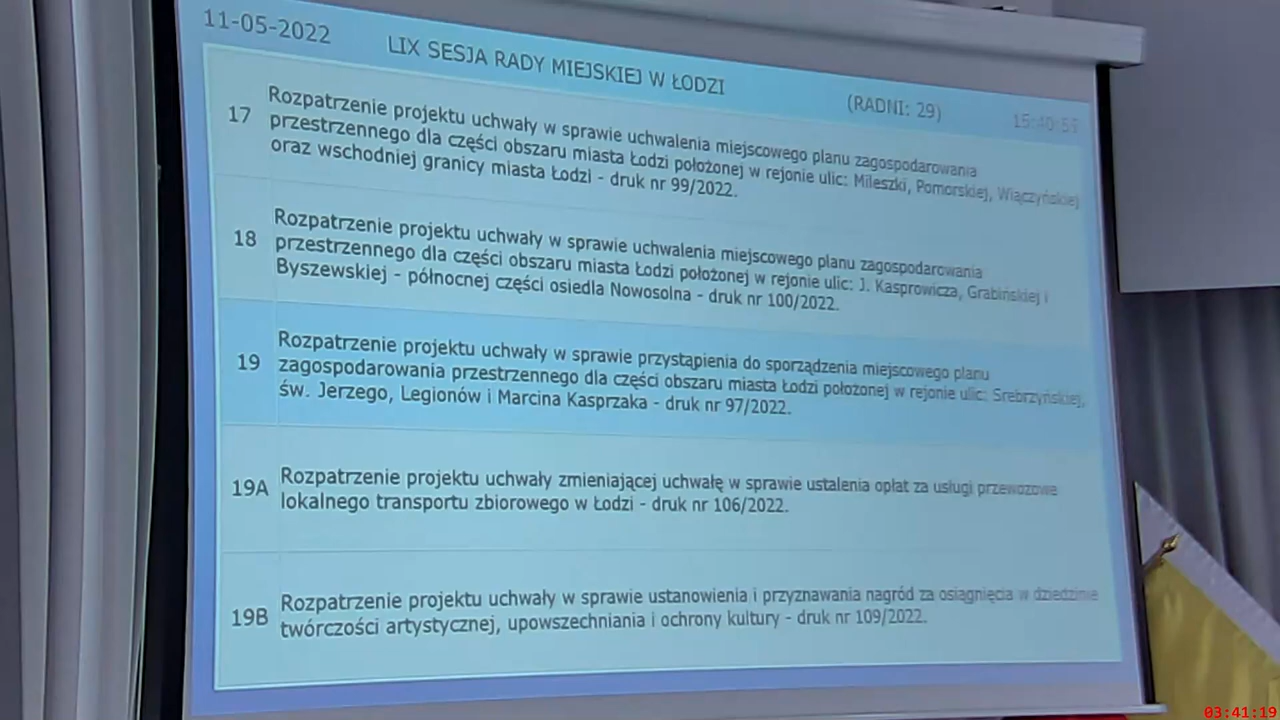 11-05-2022
LIX SESJA RADY MIEJSKIEJ W ŁODZI
(RADNI: 29)
15:40:51
17
Rozpatrzenie projektu uchwały w sprawie uchwalenia miejscowego planu zagospodarowania
przestrzennego dla części obszaru miasta Łodzi położonej w rejonie ulic: Mileszki, Pomorskiej, Wiączyńskiej
oraz wschodniej granicy miasta Łodzi - druk nr 99/2022.
18
Rozpatrzenie projektu uchwały w sprawie uchwalenia miejscowego planu zagospodarowania
przestrzennego dla części obszaru miasta Łodzi położonej w rejonie ulic: J. Kasprowicza, Grabińskiej i
Byszewskiej - północnej części osiedla Nowosolna - druk nr 100/2022.
19
Rozpatrzenie projektu uchwały w sprawie przystąpienia do sporządzenia miejscowego planu
zagospodarowania przestrzennego dla części obszaru miasta Łodzi położonej w rejonie ulic: Srebrzyńskiej,
św. Jerzego, Legionów i Marcina Kasprzaka - druk nr 97/2022.
19A
Rozpatrzenie projektu uchwały zmieniającej uchwałę w sprawie ustalenia opłat za usługi przewozowe
lokalnego transportu zbiorowego w Łodzi - druk nr 106/2022.
19B
Rozpatrzenie projektu uchwały w sprawie ustanowienia i przyznawania nagród za osiągnięcia w dziedzinie
twórczości artystycznej, upowszechniania i ochrony kultury - druk nr 109/2022.
03:41:19